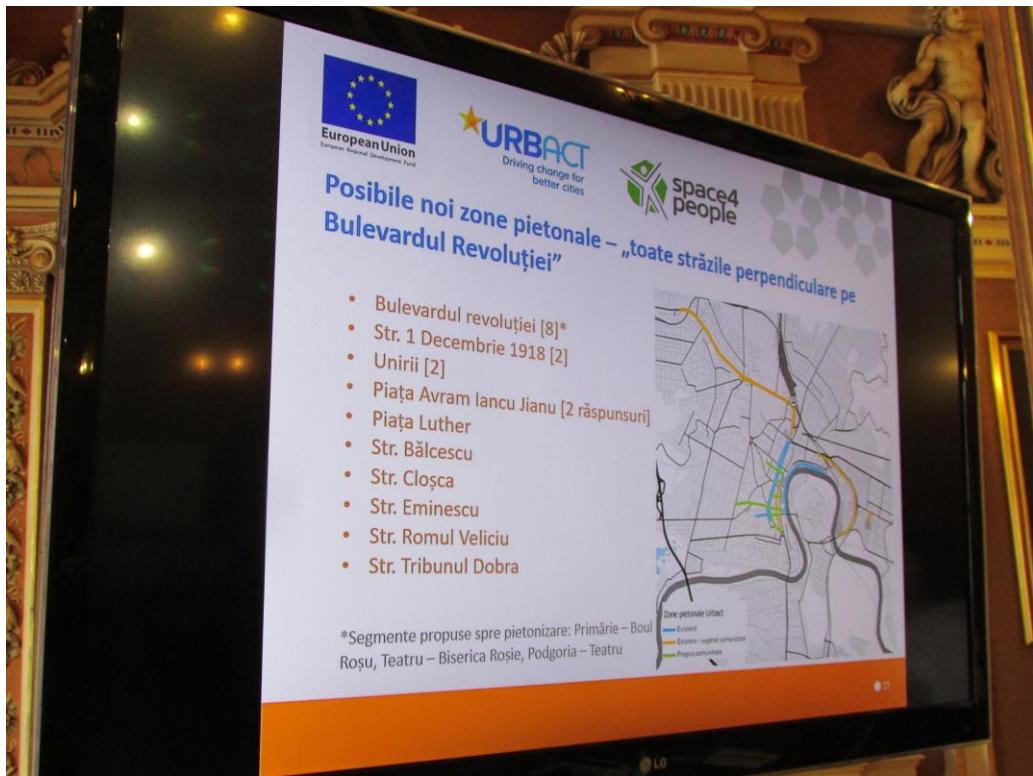 European Union
European Regional Development Fund
URBACT
Driving change for
better cities
space4
people
Posibile noi zone pietonale – „toate străzile perpendiculare pe
Bulevardul Revoluției”
• Bulevardul revoluției [8]*
• Str. 1 Decembrie 1918 [2]
• Unirii [2]
• Piața Avram Iancu Jianu [2 răspunsuri]
• Piața Luther
• Str. Bălcescu
• Str. Cloșca
• Str. Eminescu
• Str. Romul Veliciu
• Str. Tribunul Dobra
*Segmente propuse spre pietonizare: Primărie – Boul
Roșu, Teatru – Biserica Roșie, Podgoria – Teatru
Zone pietonale Urbact
Existent
Existent - sugerat comunitate
Propus comunitate
LG